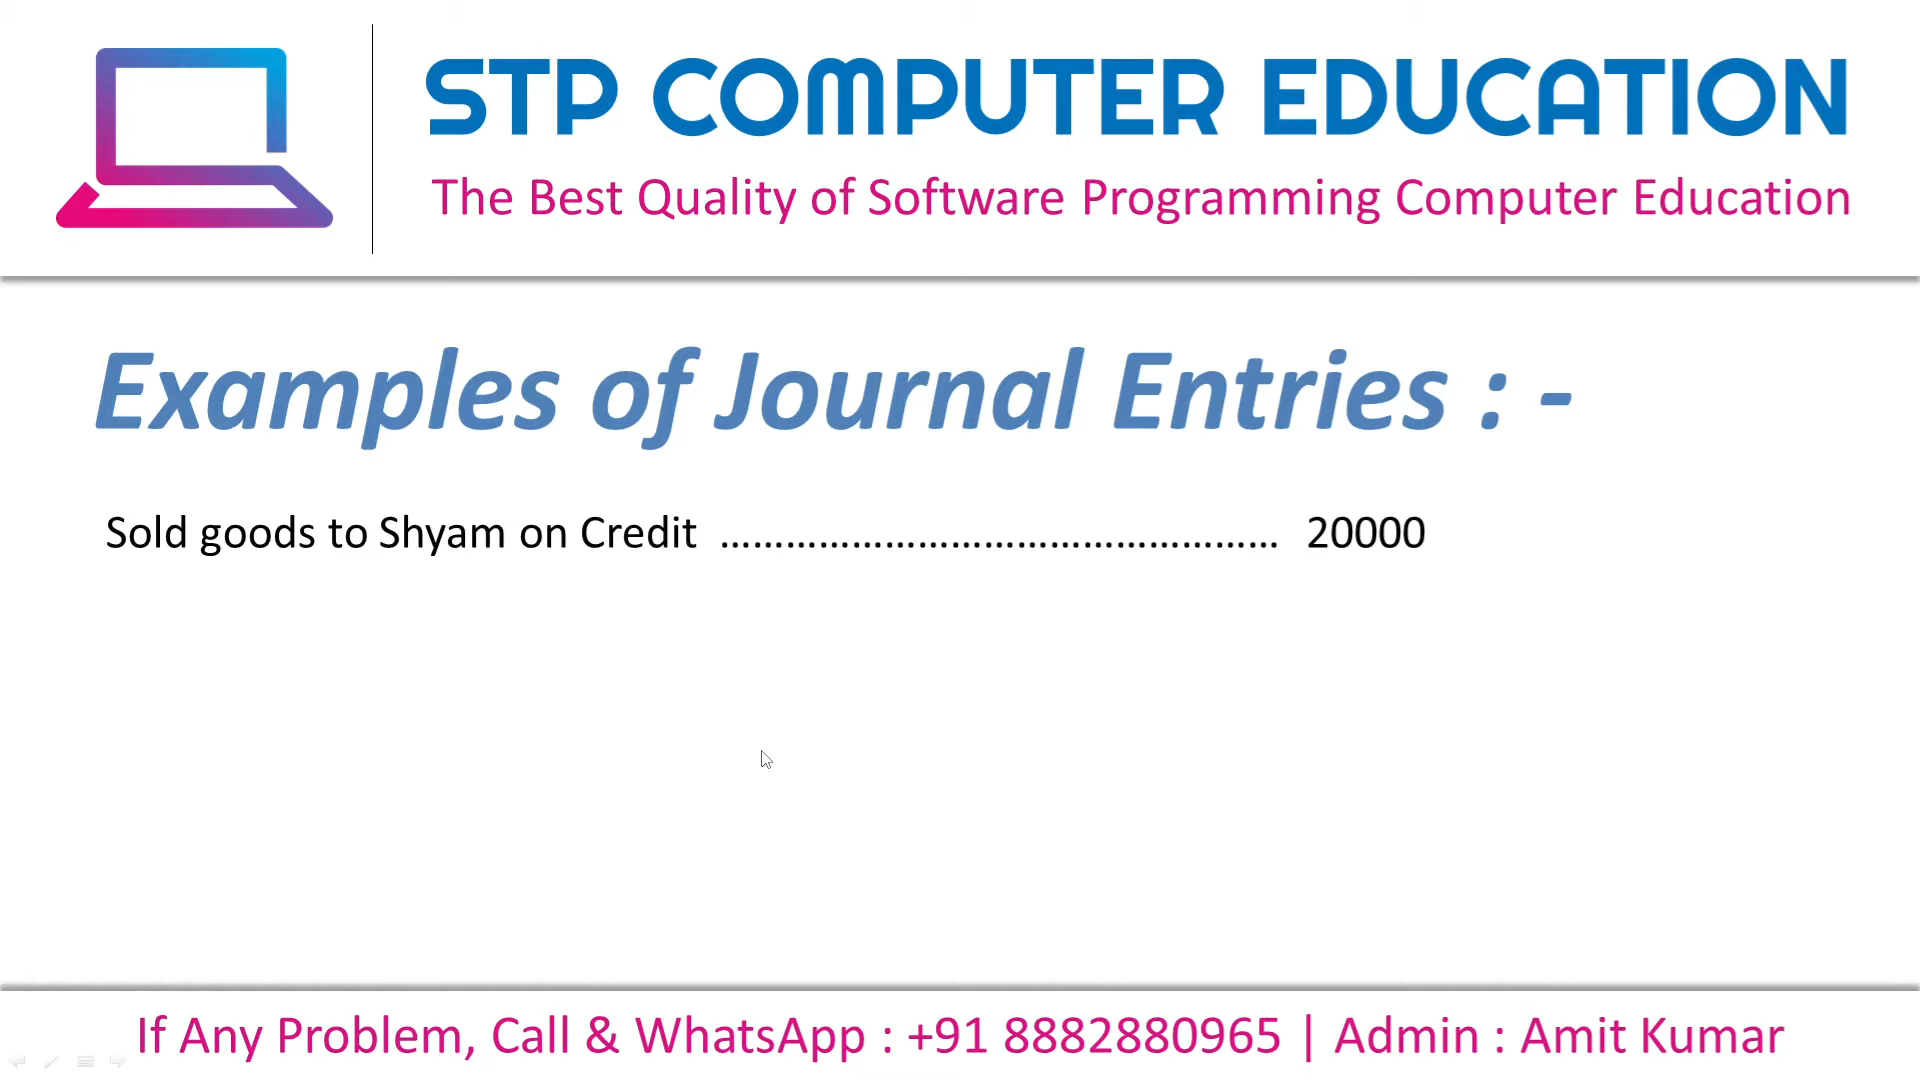 STP COMPUTER EDUCATION
The Best Quality of Software Programming Computer Education
Examples of Journal Entries : -
Sold goods to Shyam on Credit ................................................... 20000
If Any Problem, Call & WhatsApp : +91 8882880965 | Admin : Amit Kumar